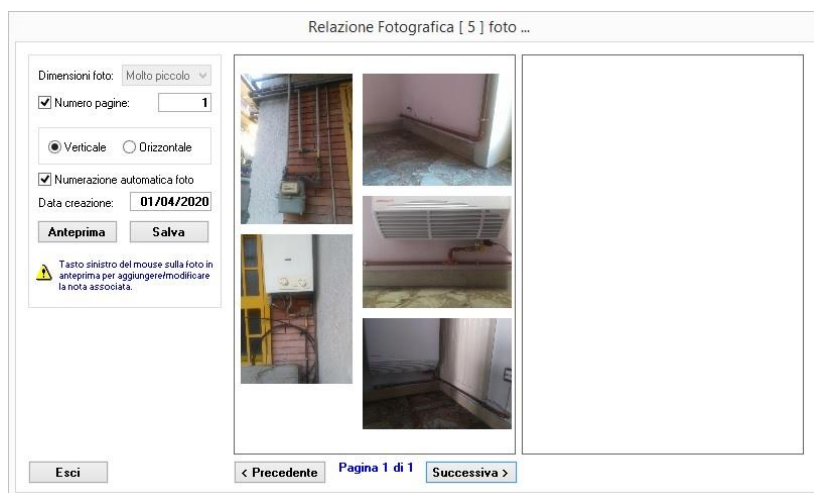 Relazione Fotografica [ 5 ] foto ...
Dimensioni foto: Molto piccolo
Numero pagine: 1
Verticale Orizzontale
Numerazione automatica foto
Data creazione: 01/04/2020
Anteprima Salva
Tasto sinistro del mouse sulla foto in
anteprima per aggiungere/modificare
la nota associata.
Esci
< Precedente Pagina 1 di 1 Successiva >